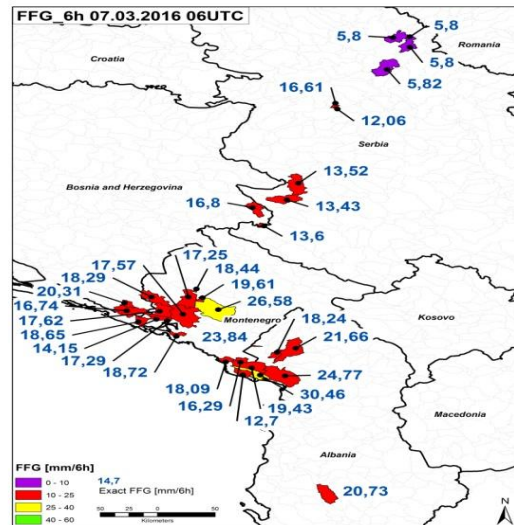 FFG_6h 07.03.2016 06UTC
Croatia
5,8
5,8
Romania
5,8
5,82
16,61
12,06
Serbia
Bosnia and Herzegovina
13,52
16,8
13,43
13,6
17,25
17,57
18,44
18,29
19,61
20,31
26,58
16,74
17,62
Montenegro
Kosovo
18,65
23,84
18,24
14,15
21,66
17,29
18,72
18,09
24,77
16,29
30,46
19,43
12,7
Macedonia
Albania
20,73
FFG [mm/6h]
0 - 10
10 - 25
25 - 40
40 - 60
14,7
Exact FFG [mm/6h]
50 25 0 50
Kilometers
N